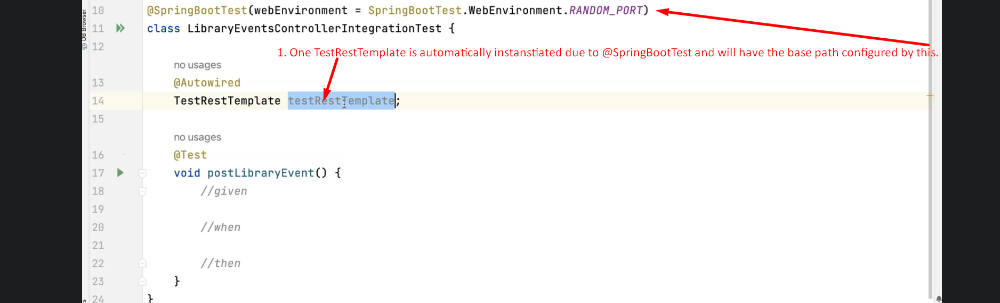 DB Browser
10 @SpringBootTest(webEnvironment = SpringBootTest.WebEnvironment.RANDOM_PORT)
11 class LibraryEventsControllerIntegrationTest {
12
1. One TestRestTemplate is automatically instanstiated due to @SpringBootTest and will have the base path configured by this.
no usages
13 @Autowired
14 TestRestTemplate testRestTemplate;
15
no usages
16 @Test
17 void postLibraryEvent() {
18 //given
19
20 //when
21
22 //then
23 }
24 }